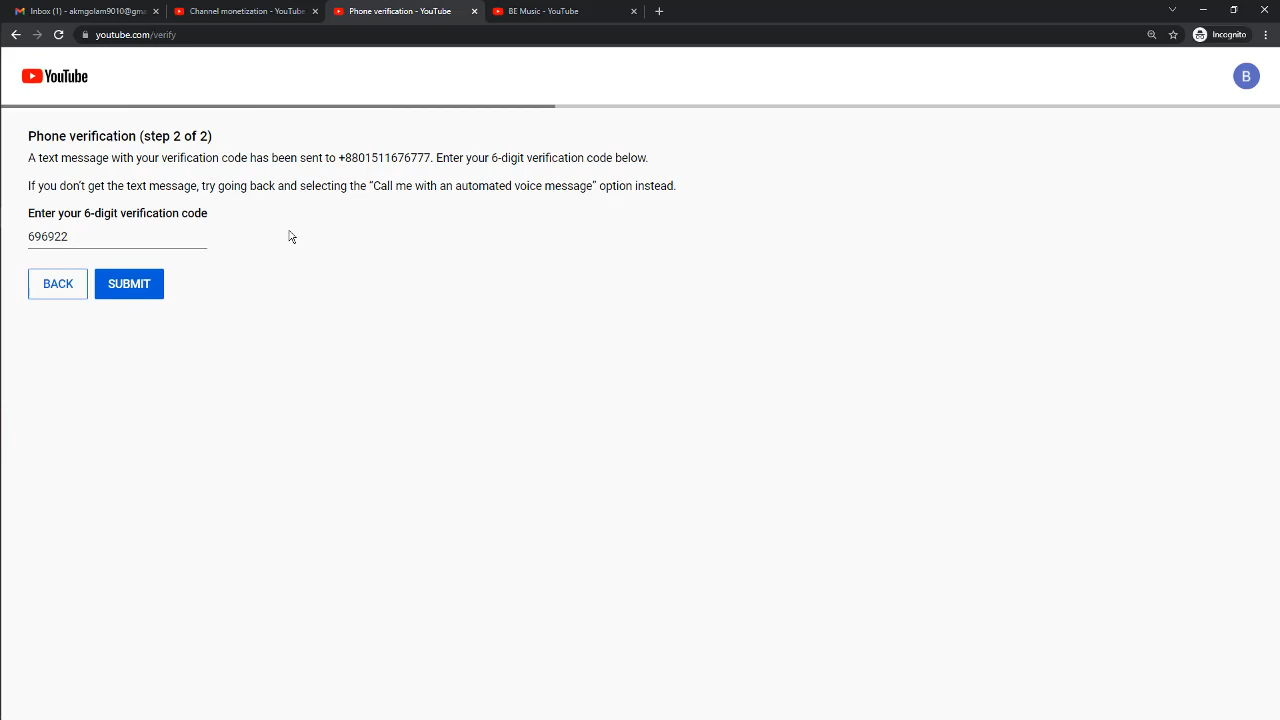 Inbox (1) - akmgolam9010@gma
Channel monetization - YouTube
Phone verification - YouTube
BE Music - YouTube
youtube.com/verify
Incognito
YouTube
B
Phone verification (step 2 of 2)
A text message with your verification code has been sent to +8801511676777. Enter your 6-digit verification code below.
If you don't get the text message, try going back and selecting the “Call me with an automated voice message” option instead.
Enter your 6-digit verification code
696922
BACK
SUBMIT